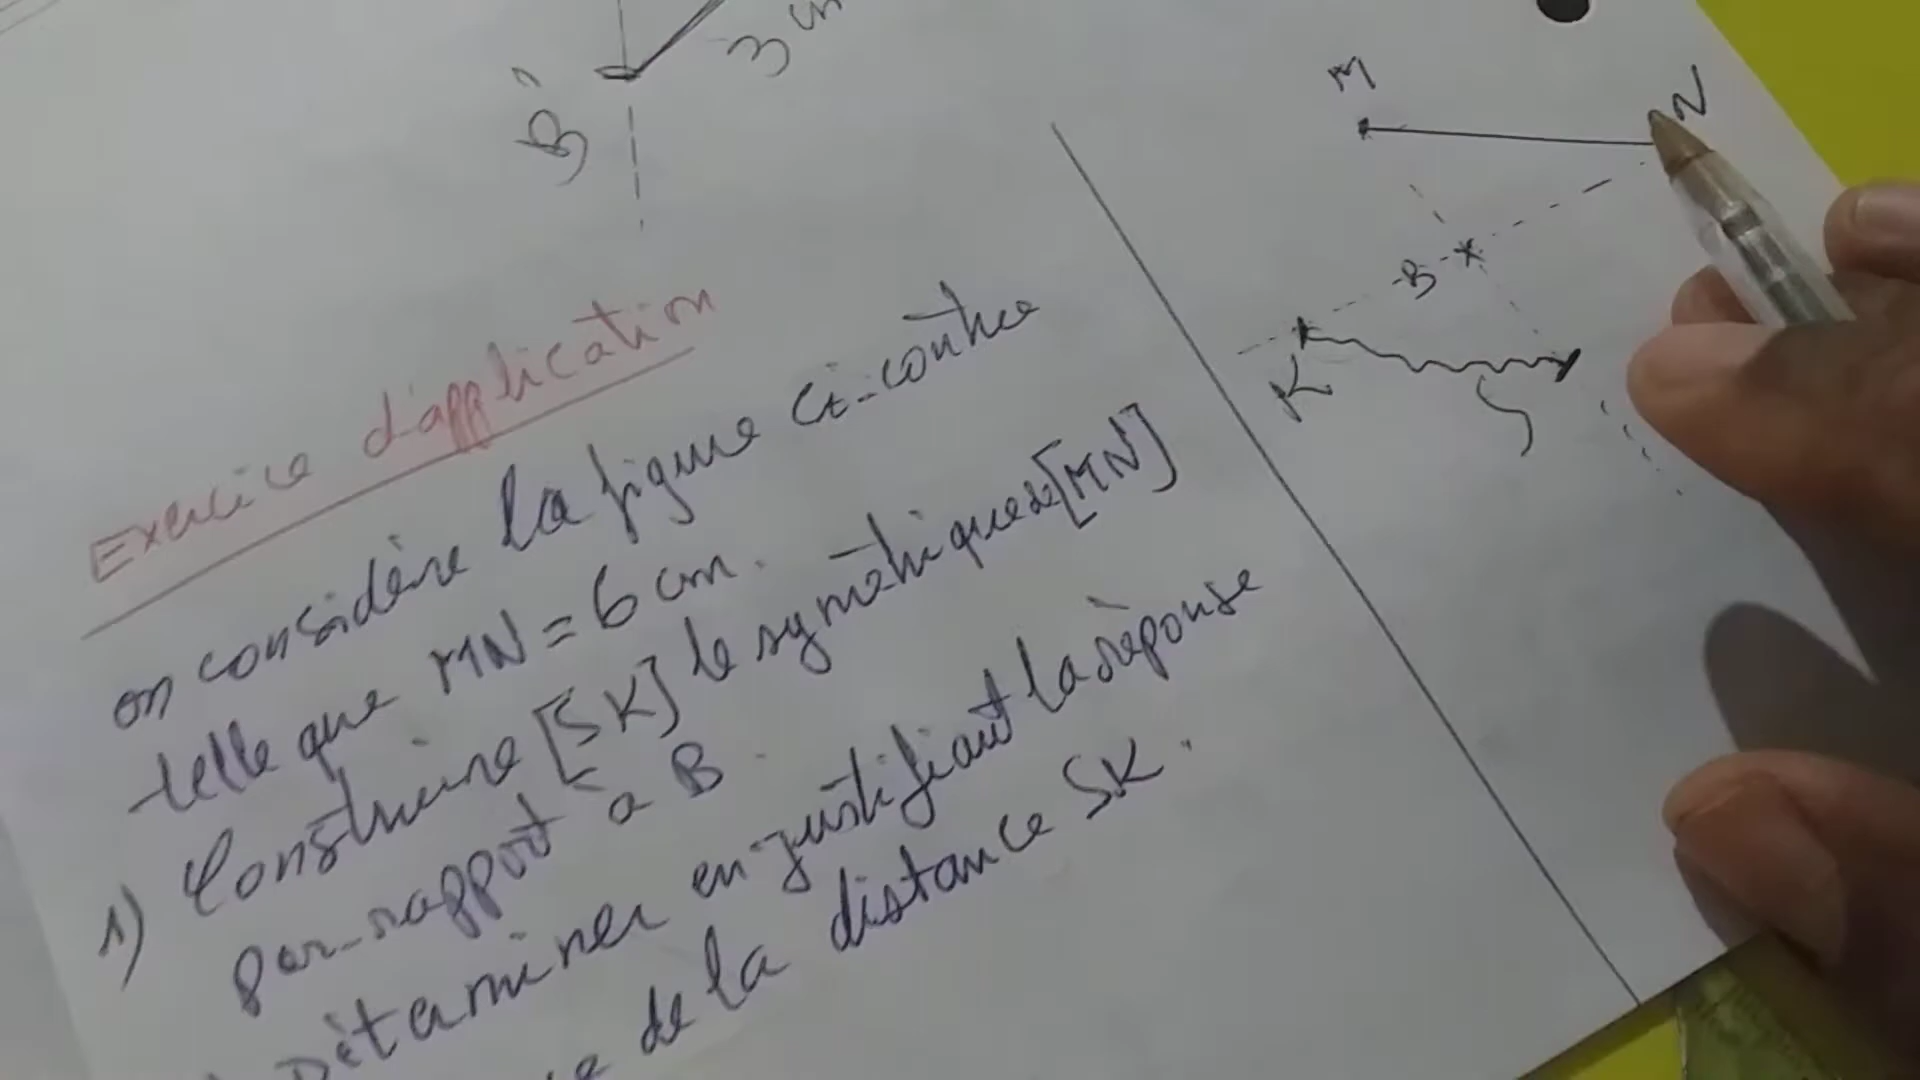 B
3 cm
Exercice d'application
on considère la figure ci-contre
telle que MN = 6 cm.
1) Construire [SK] le symétrique de [MN]
par-rapport à B.
Déterminer en justifiant la réponse
de la distance SK.
M
N
B
K
S